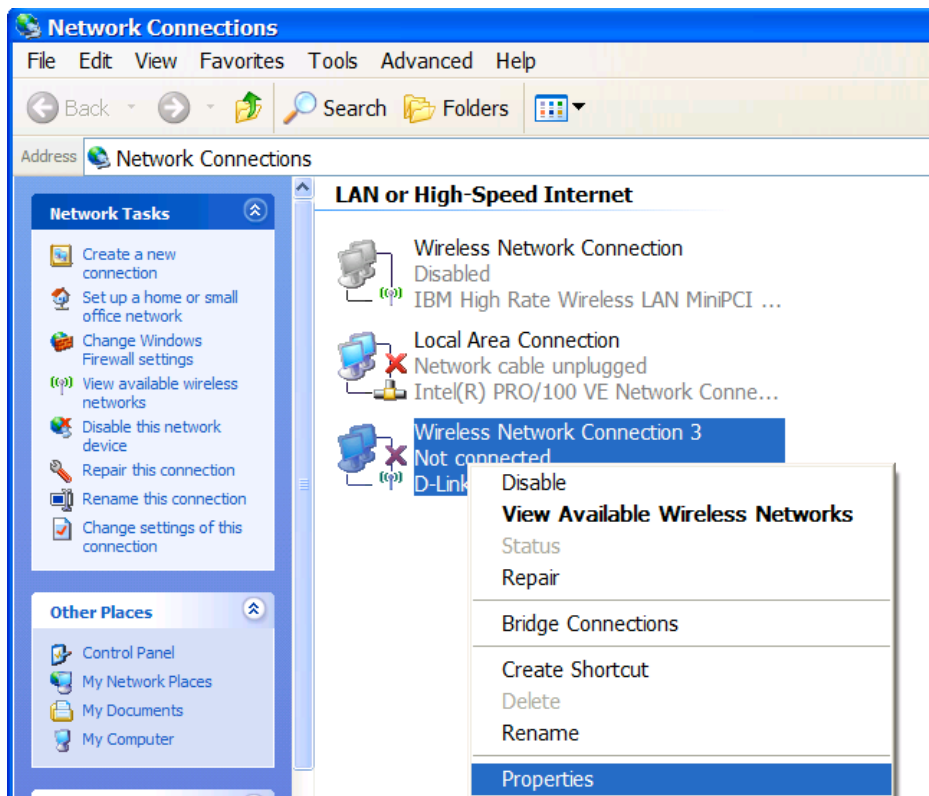 Network Connections
File Edit View Favorites Tools Advanced Help
Back Search Folders
Address Network Connections
Network Tasks
Create a new
connection
Set up a home or small
office network
Change Windows
Firewall settings
View available wireless
networks
Disable this network
device
Repair this connection
Rename this connection
Change settings of this
connection
Other Places
Control Panel
My Network Places
My Documents
My Computer
LAN or High-Speed Internet
Wireless Network Connection
Disabled
IBM High Rate Wireless LAN MiniPCI ...
Local Area Connection
Network cable unplugged
Intel(R) PRO/100 VE Network Conne...
Wireless Network Connection 3
Not connected
D-Link
Disable
View Available Wireless Networks
Status
Repair
Bridge Connections
Create Shortcut
Delete
Rename
Properties